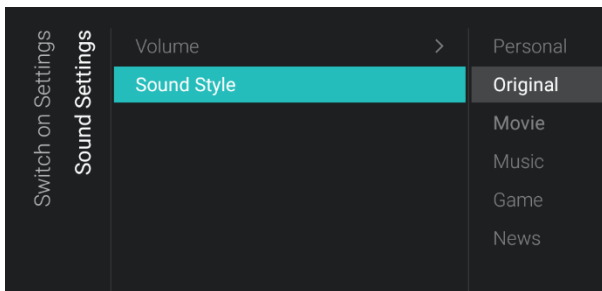 Switch on Settings
Sound Settings
Volume >
Sound Style
Personal
Original
Movie
Music
Game
News